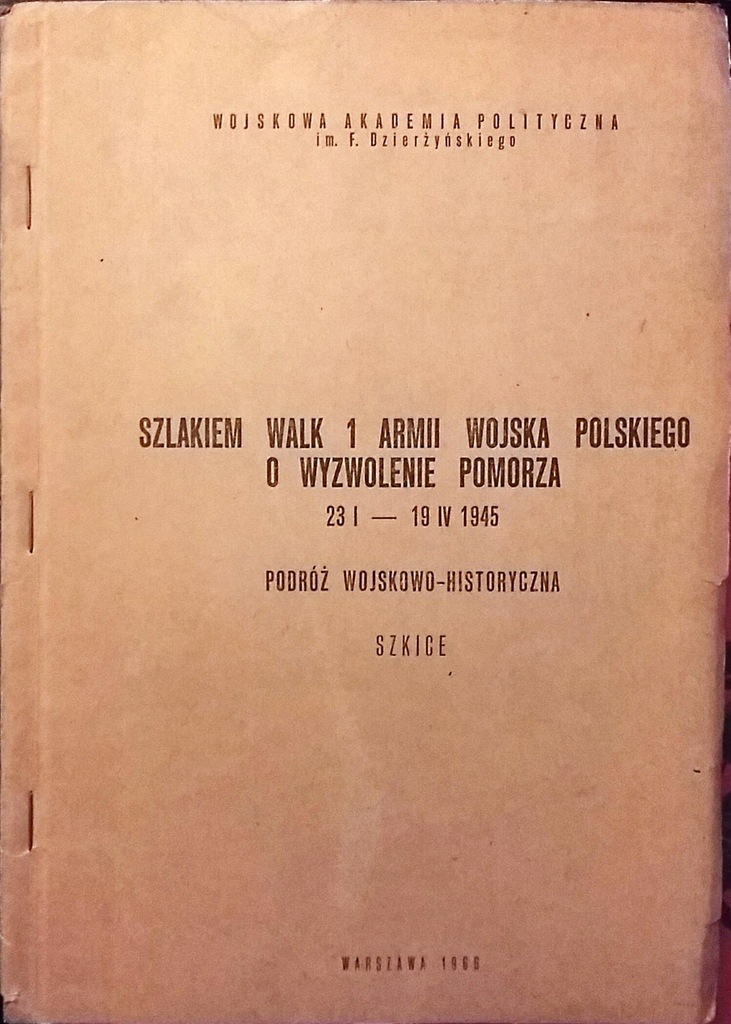 WOJSKOWA AKADEMIA POLITYCZNA
im. F. Dzierżyńskiego
SZLAKIEM WALK 1 ARMII WOJSKA POLSKIEGO
O WYZWOLENIE POMORZA
23 I — 19 IV 1945
PODRÓŻ WOJSKOWO-HISTORYCZNA
SZKICE
WARSZAWA 1966